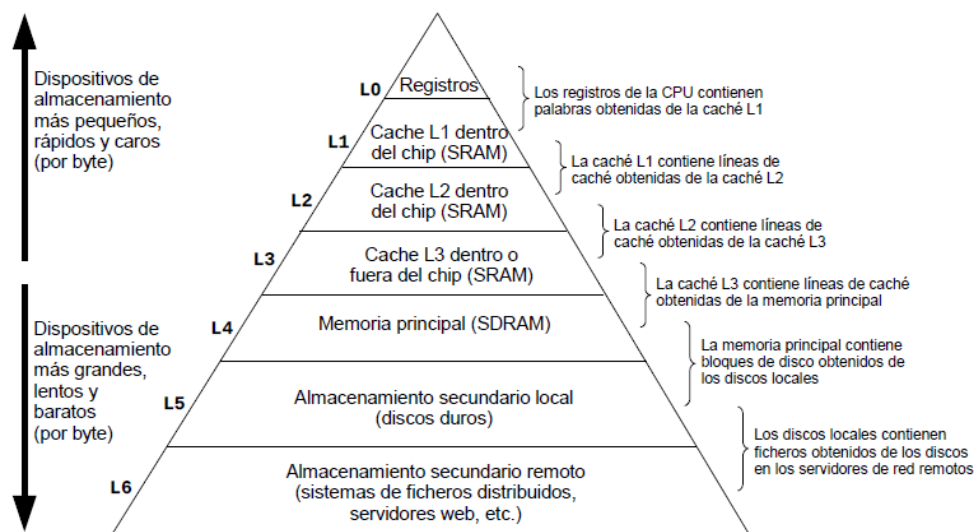 Dispositivos de
almacenamiento
más pequeños,
rápidos y caros
(por byte)
Dispositivos de
almacenamiento
más grandes,
lentos y
baratos
(por byte)
L0
Registros
Los registros de la CPU contienen
palabras obtenidas de la caché L1
L1
Cache L1 dentro
del chip (SRAM)
La caché L1 contiene líneas de
caché obtenidas de la caché L2
L2
Cache L2 dentro
del chip (SRAM)
La caché L2 contiene líneas de
caché obtenidas de la caché L3
L3
Cache L3 dentro o
fuera del chip (SRAM)
La caché L3 contiene líneas de caché
obtenidas de la memoria principal
L4
Memoria principal (SDRAM)
La memoria principal contiene
bloques de disco obtenidos de
los discos locales
L5
Almacenamiento secundario local
(discos duros)
Los discos locales contienen
ficheros obtenidos de los discos
en los servidores de red remotos
L6
Almacenamiento secundario remoto
(sistemas de ficheros distribuidos,
servidores web, etc.)